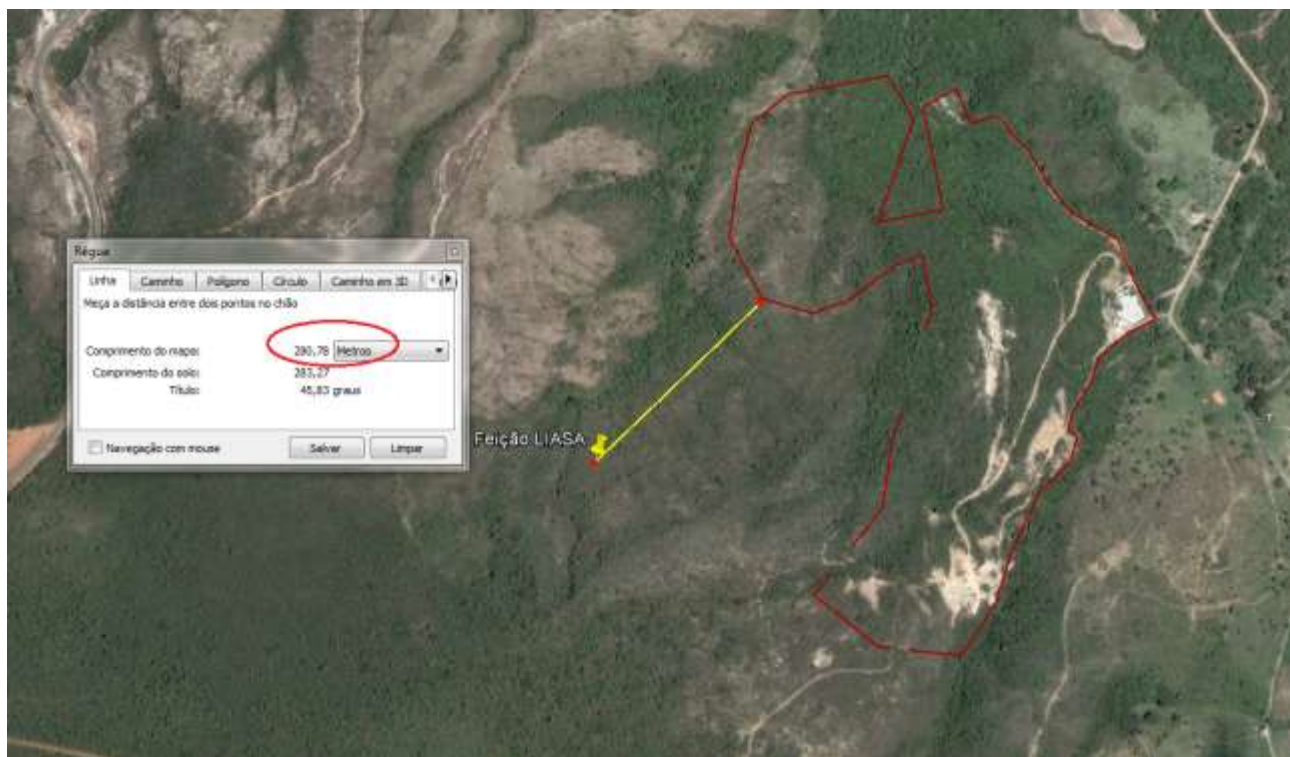 Régua
Linha Caminho Polígono Círculo Caminho em 3D
Meça a distância entre dois pontos no chão
Comprimento do mapa: 280,78 Metros
Comprimento do solo: 283,27
Título: 45,83 graus
Navegação com mouse Salvar Limpar
Feição LIASA